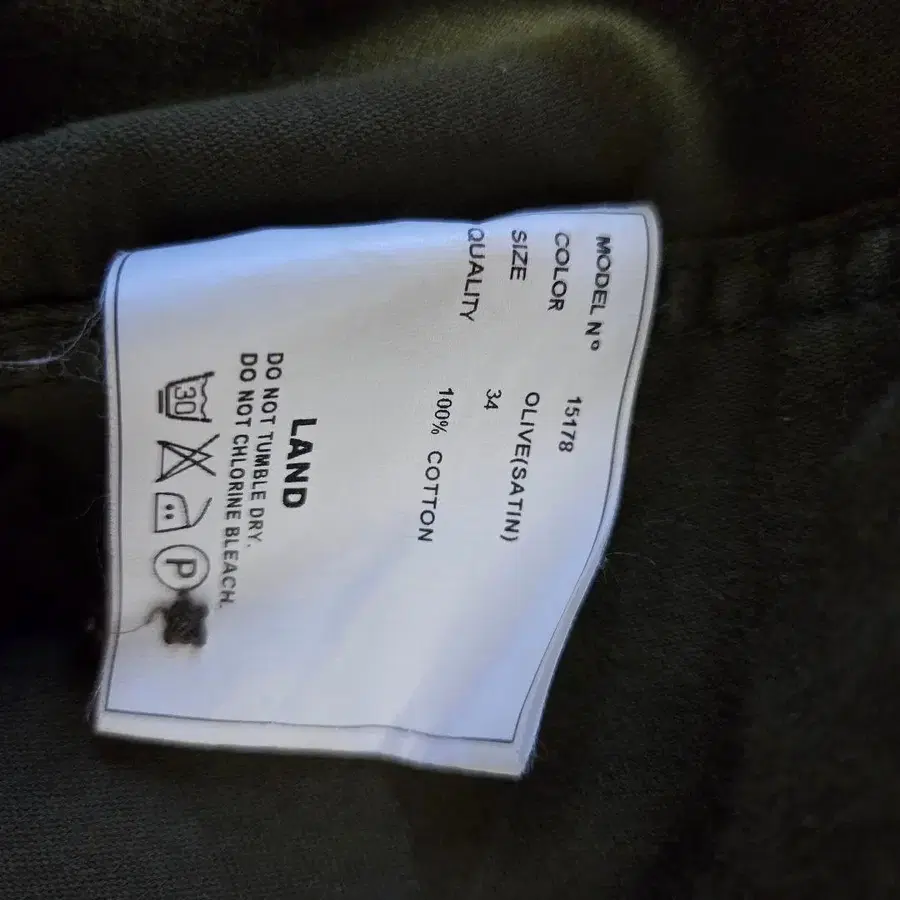 MODEL Nº 15178
COLOR OLIVE(SATIN)
SIZE 34
QUALITY 100% COTTON
LAND
DO NOT TUMBLE DRY.
DO NOT CHLORINE BLEACH.
30 P